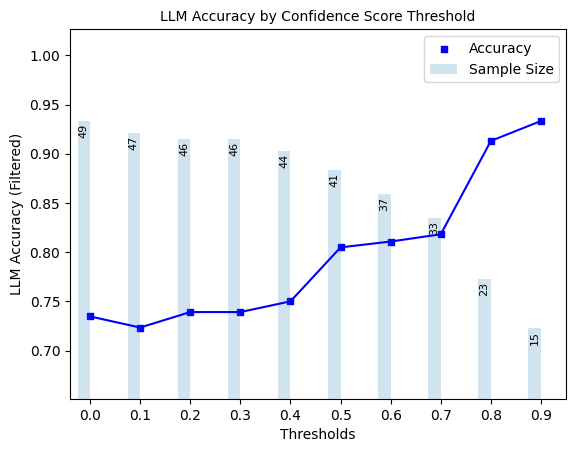 LLM Accuracy by Confidence Score Threshold
Accuracy
Sample Size
LLM Accuracy (Filtered)
1.00
0.95
0.90
0.85
0.80
0.75
0.70
49
47
46
46
44
41
37
33
23
15
0.0 0.1 0.2 0.3 0.4 0.5 0.6 0.7 0.8 0.9
Thresholds